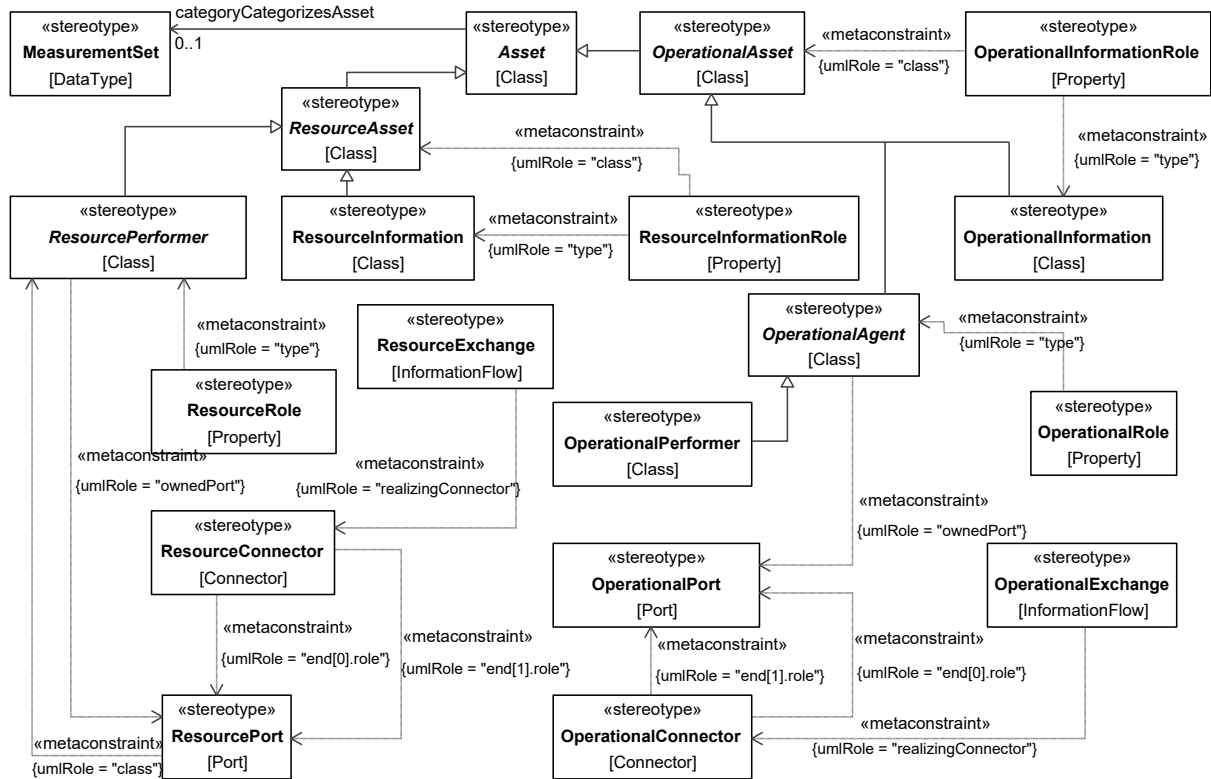 «stereotype»
MeasurementSet
[DataType]
categoryCategorizesAsset
0..1
«stereotype»
Asset
[Class]
«stereotype»
OperationalAsset
[Class]
«metaconstraint»
{umlRole = "class"}
«stereotype»
OperationalInformationRole
[Property]
«stereotype»
ResourceAsset
[Class]
«metaconstraint»
{umlRole = "class"}
«metaconstraint»
{umlRole = "type"}
«stereotype»
ResourcePerformer
[Class]
«stereotype»
ResourceInformation
[Class]
«metaconstraint»
{umlRole = "type"}
«stereotype»
ResourceInformationRole
[Property]
«stereotype»
OperationalInformation
[Class]
«metaconstraint»
{umlRole = "type"}
«stereotype»
ResourceExchange
[InformationFlow]
«stereotype»
OperationalAgent
[Class]
«metaconstraint»
{umlRole = "type"}
«stereotype»
ResourceRole
[Property]
«stereotype»
OperationalPerformer
[Class]
«stereotype»
OperationalRole
[Property]
«metaconstraint»
{umlRole = "ownedPort"}
«metaconstraint»
{umlRole = "realizingConnector"}
«metaconstraint»
{umlRole = "ownedPort"}
«stereotype»
ResourceConnector
[Connector]
«stereotype»
OperationalPort
[Port]
«stereotype»
OperationalExchange
[InformationFlow]
«metaconstraint»
{umlRole = "end[0].role"}
«metaconstraint»
{umlRole = "end[1].role"}
«metaconstraint»
{umlRole = "end[1].role"}
«metaconstraint»
{umlRole = "end[0].role"}
«metaconstraint»
{umlRole = "class"}
«stereotype»
ResourcePort
[Port]
«stereotype»
OperationalConnector
[Connector]
«metaconstraint»
{umlRole = "realizingConnector"}